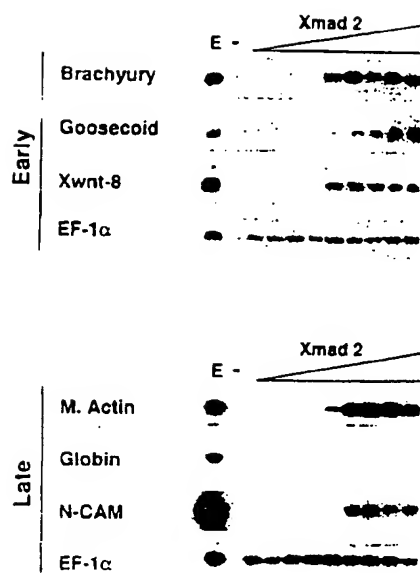 Xmad 2
E -
Brachyury
Goosecoid
Xwnt-8
EF-1α
Early
Xmad 2
E -
M. Actin
Globin
N-CAM
EF-1α
Late